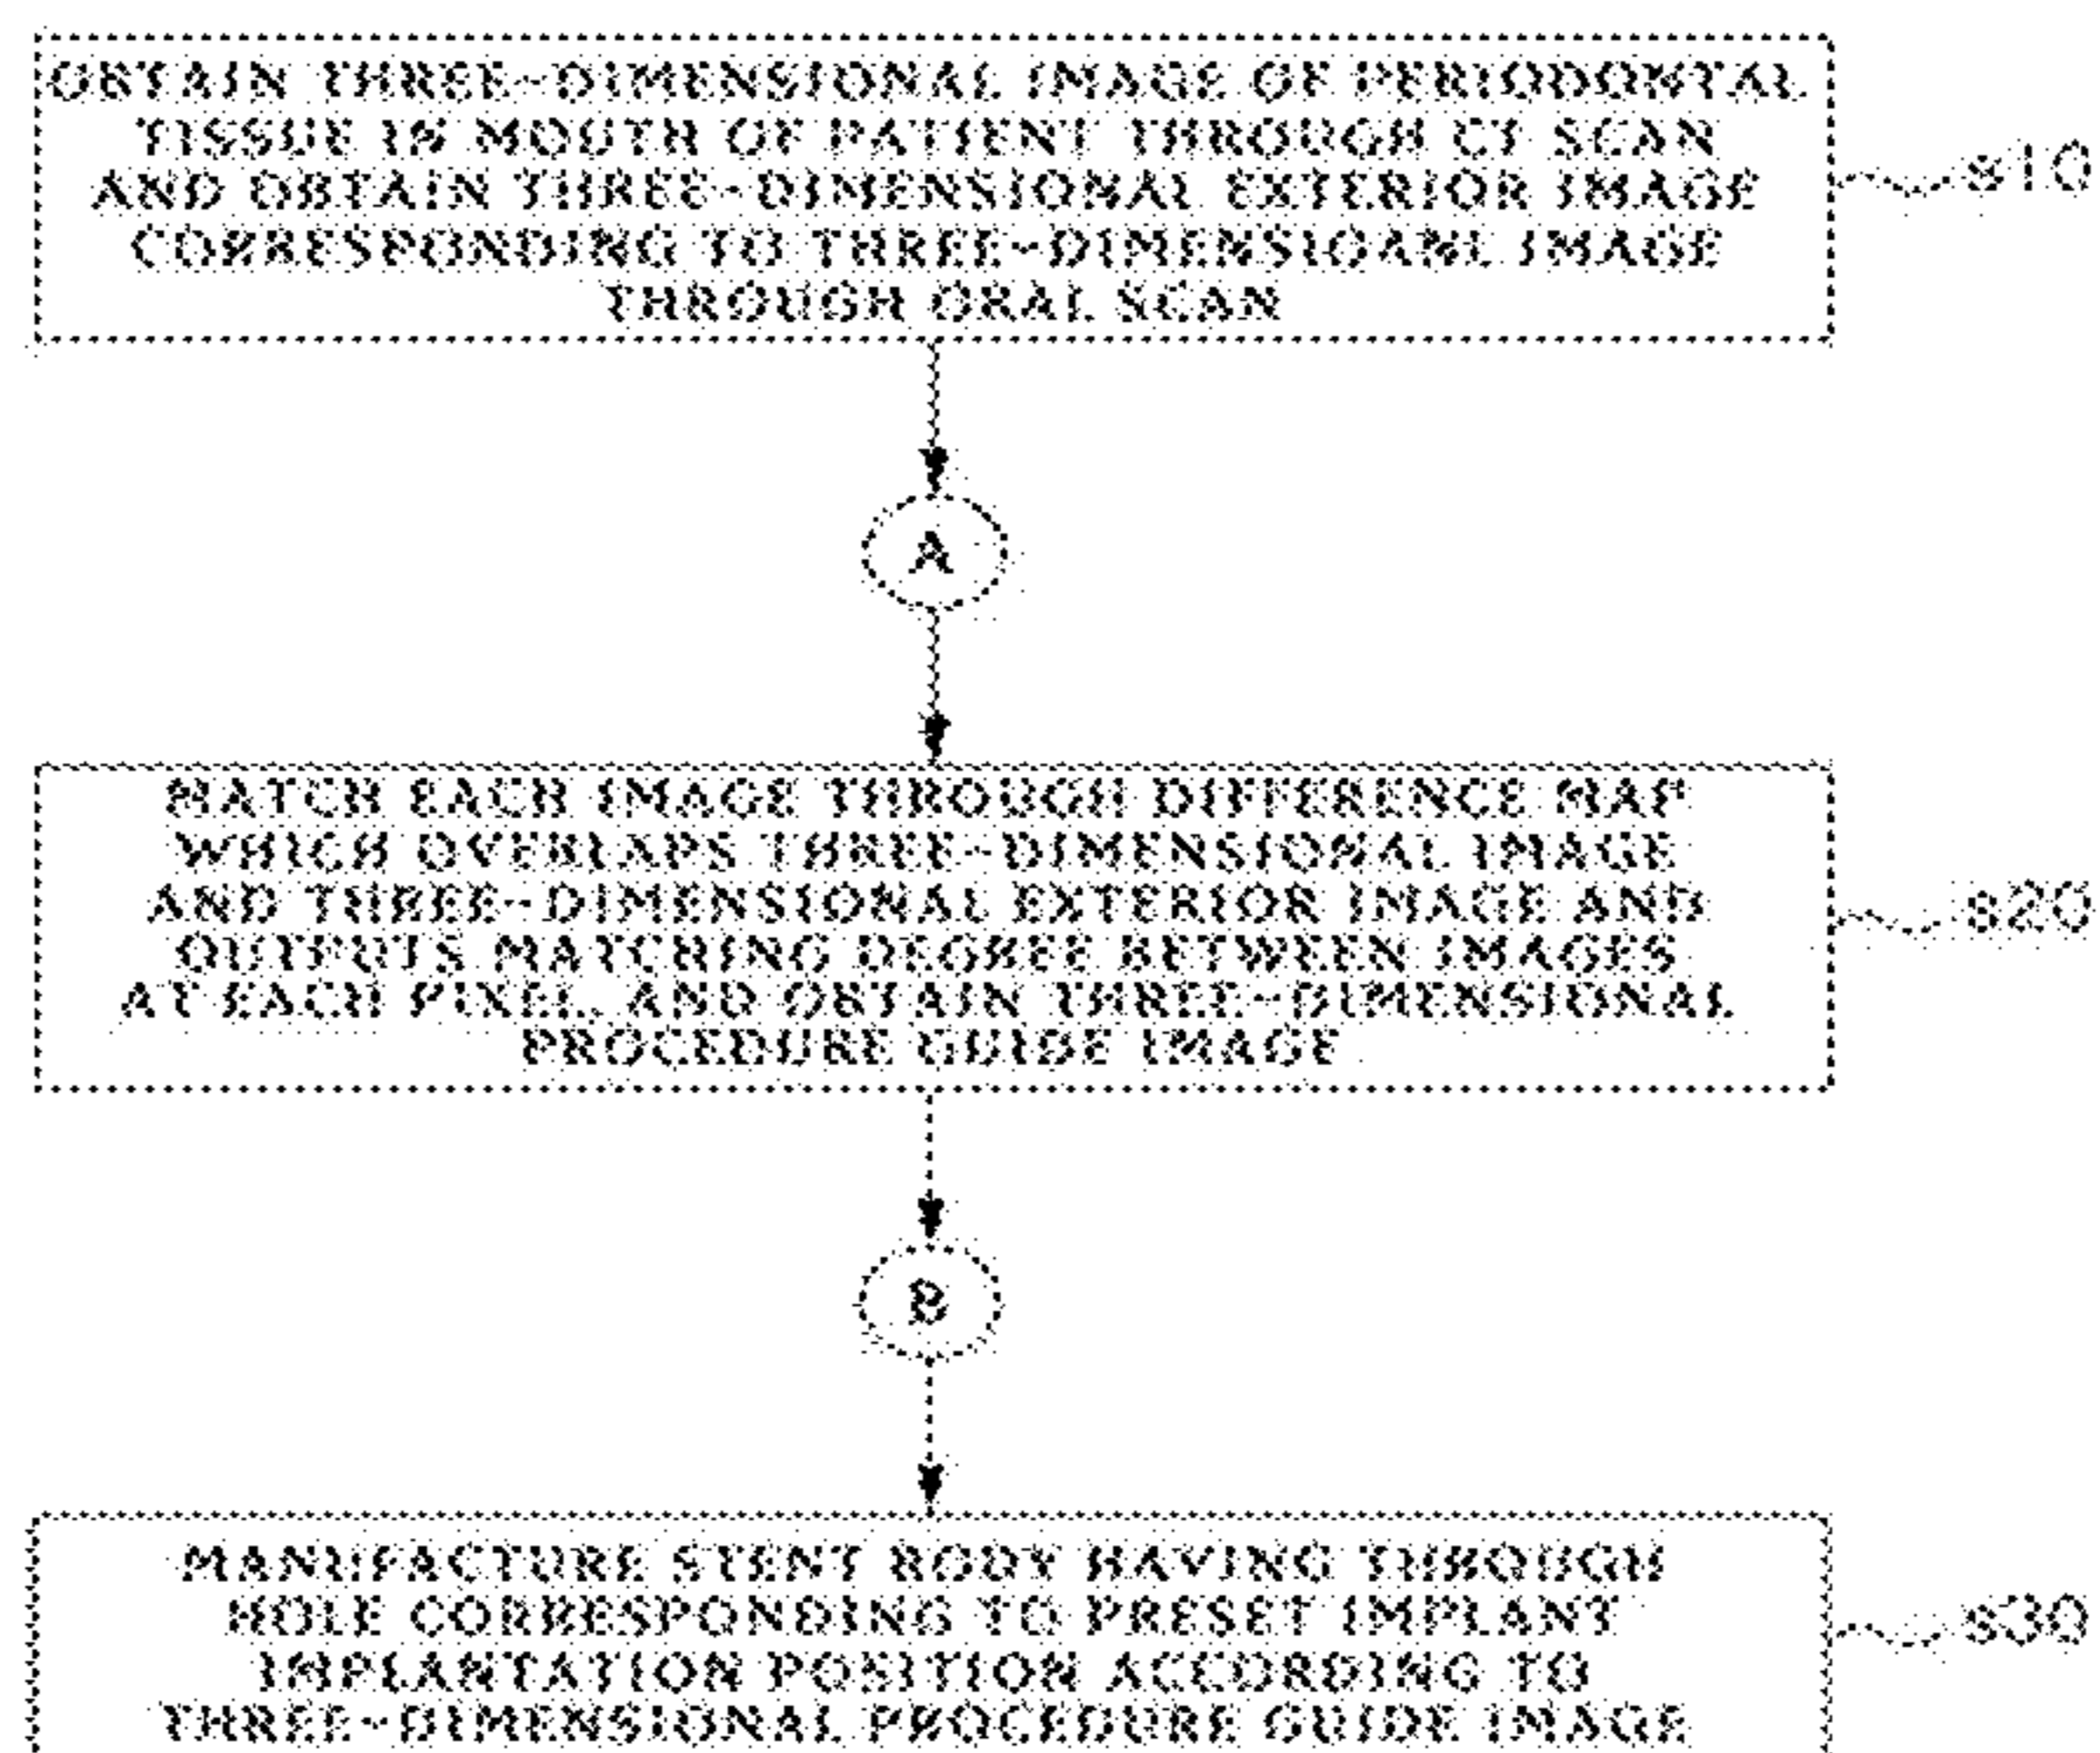 OBTAIN THREE-DIMENSIONAL IMAGE OF PERIODONTAL
TISSUE IN MOUTH OF PATIENT THROUGH CT SCAN
AND OBTAIN THREE-DIMENSIONAL EXTERIOR IMAGE
CORRESPONDING TO THREE-DIMENSIOANL IMAGE
THROUGH ORAL SCAN
s10
A
MATCH EACH IMAGE THROUGH DIFFERENCE MAP
WHICH OVERLAPS THREE-DIMENSIONAL IMAGE
AND THREE-DIMENSIONAL EXTERIOR IMAGE AND
OUTPUTS MATCHING DEGREE BETWEEN IMAGES
AT EACH PIXEL, AND OBTAIN THREE-DIMENSIONAL
PROCEDURE GUIDE IMAGE
s20
B
MANUFACTURE STENT BODY HAVING THROUGH
HOLE CORRESPONDING TO PRESET IMPLANT
IMPLANTATION POSITION ACCORDING TO
THREE-DIMENSIONAL PROCEDURE GUIDE IMAGE
s30